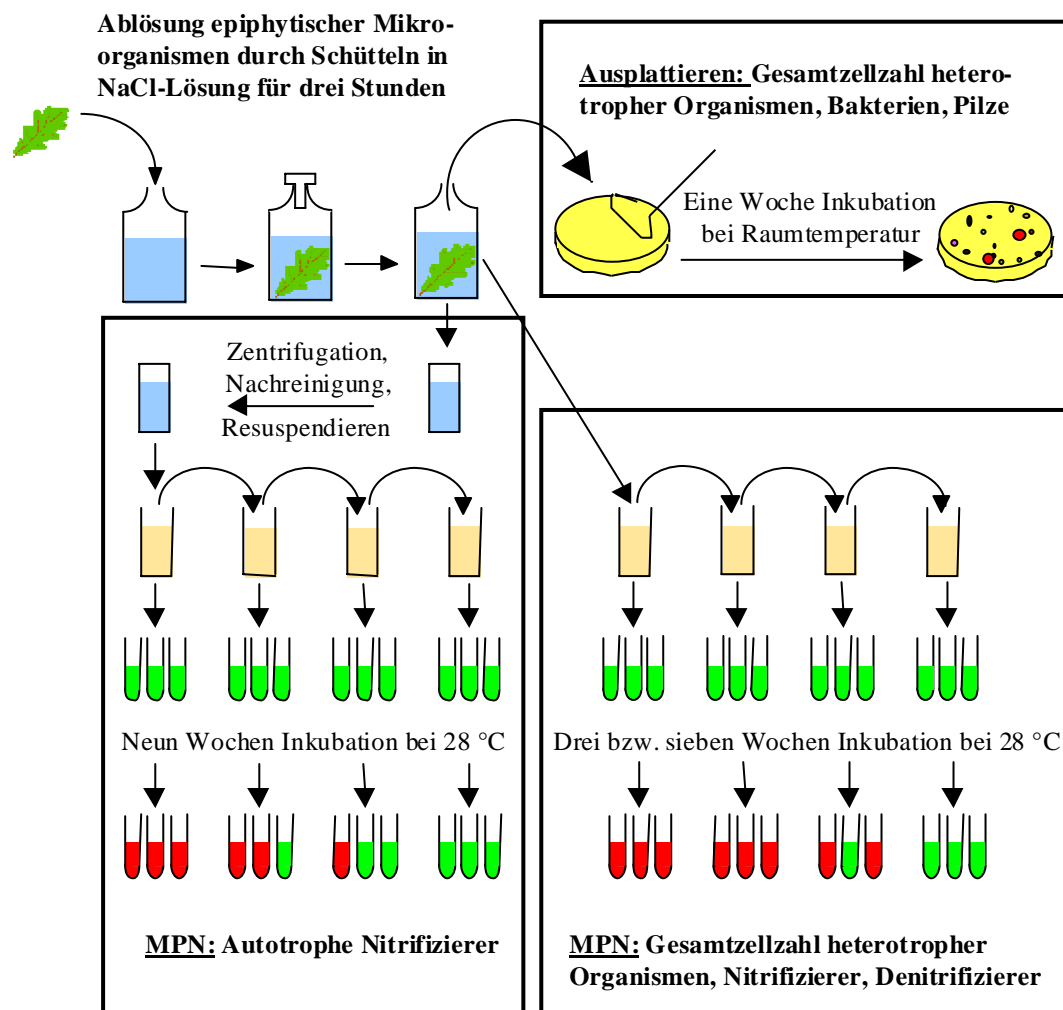 Ablösung epiphytischer Mikro-
organismen durch Schütteln in
NaCl-Lösung für drei Stunden
Ausplattieren: Gesamtzellzahl hetero-
tropher Organismen, Bakterien, Pilze
Eine Woche Inkubation
bei Raumtemperatur
Zentrifugation,
Nachreinigung,
Resuspendieren
Neun Wochen Inkubation bei 28 °C
MPN: Autotrophe Nitrifizierer
Drei bzw. sieben Wochen Inkubation bei 28 °C
MPN: Gesamtzellzahl heterotropher
Organismen, Nitrifizierer, Denitrifizierer